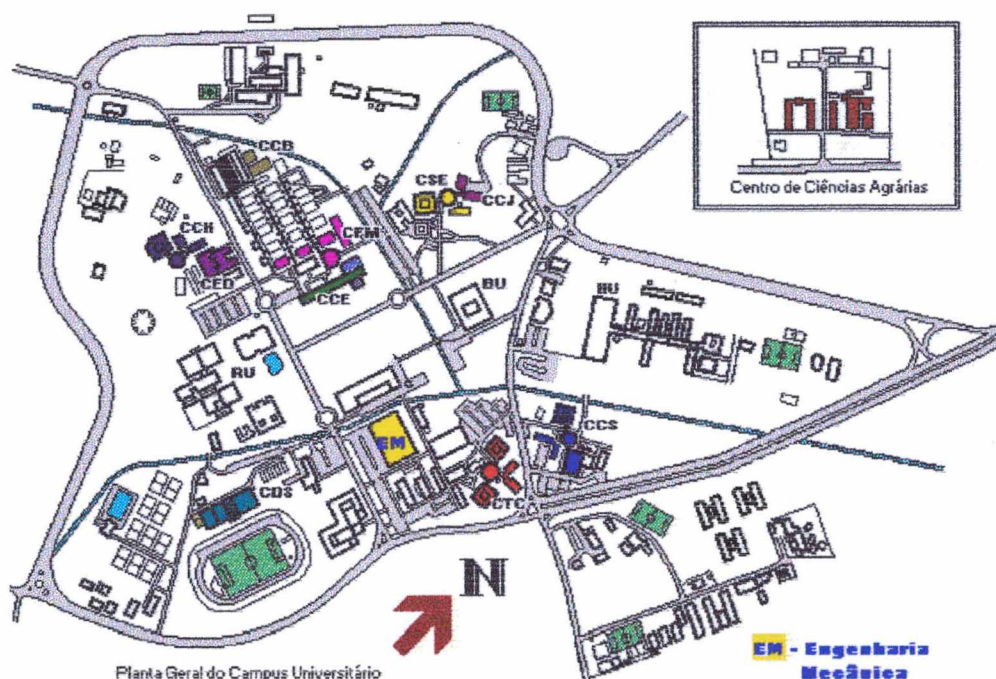 Centro de Ciências Agrárias
CCB
CSE
CCJ
CCH
CFM
CED
CCE
BU
HU
RU
EM
CCS
CDS
CTC
N
Planta Geral do Campus Universitário
EM - Engenharia
Mecânica